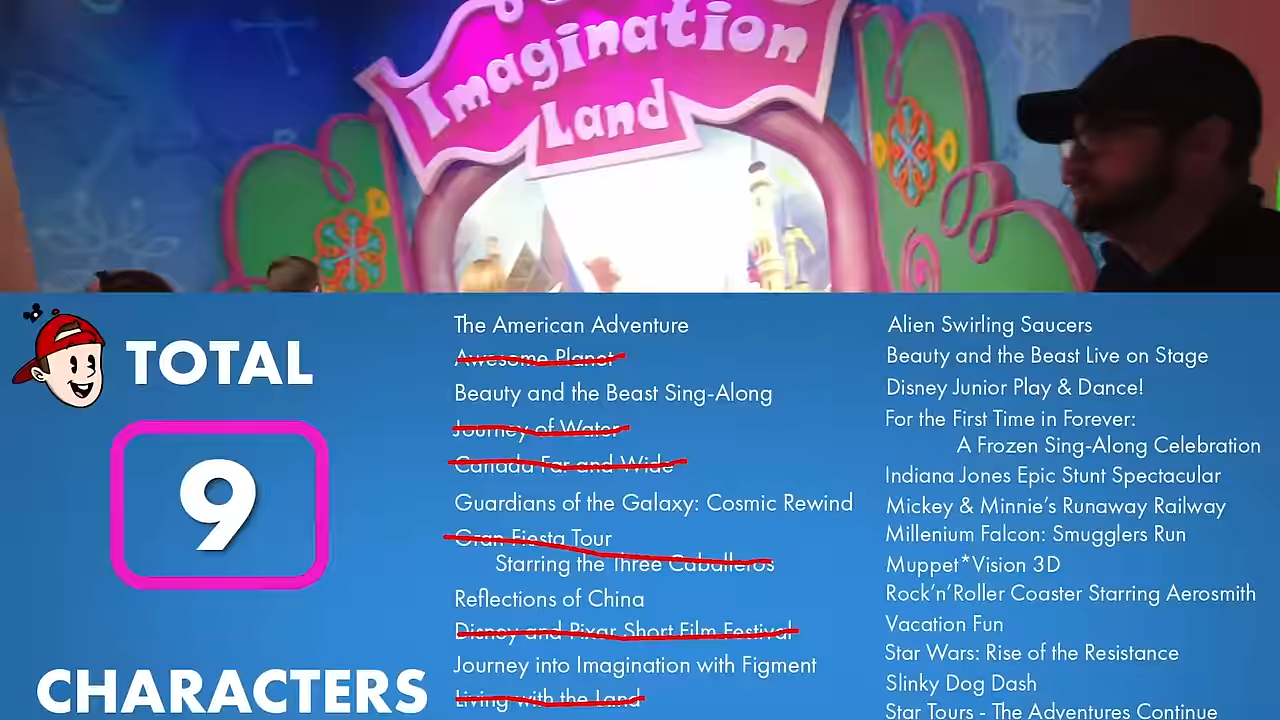 Imagination
Land
TOTAL
9
CHARACTERS
The American Adventure
Awesome Planet
Beauty and the Beast Sing-Along
Journey of Water
Canada Far and Wide
Guardians of the Galaxy: Cosmic Rewind
Gran Fiesta Tour
Starring the Three Caballeros
Reflections of China
Disney and Pixar Short Film Festival
Journey into Imagination with Figment
Living with the Land
Alien Swirling Saucers
Beauty and the Beast Live on Stage
Disney Junior Play & Dance!
For the First Time in Forever:
A Frozen Sing-Along Celebration
Indiana Jones Epic Stunt Spectacular
Mickey & Minnie's Runaway Railway
Millenium Falcon: Smugglers Run
Muppet*Vision 3D
Rock'n'Roller Coaster Starring Aerosmith
Vacation Fun
Star Wars: Rise of the Resistance
Slinky Dog Dash
Star Tours - The Adventures Continue